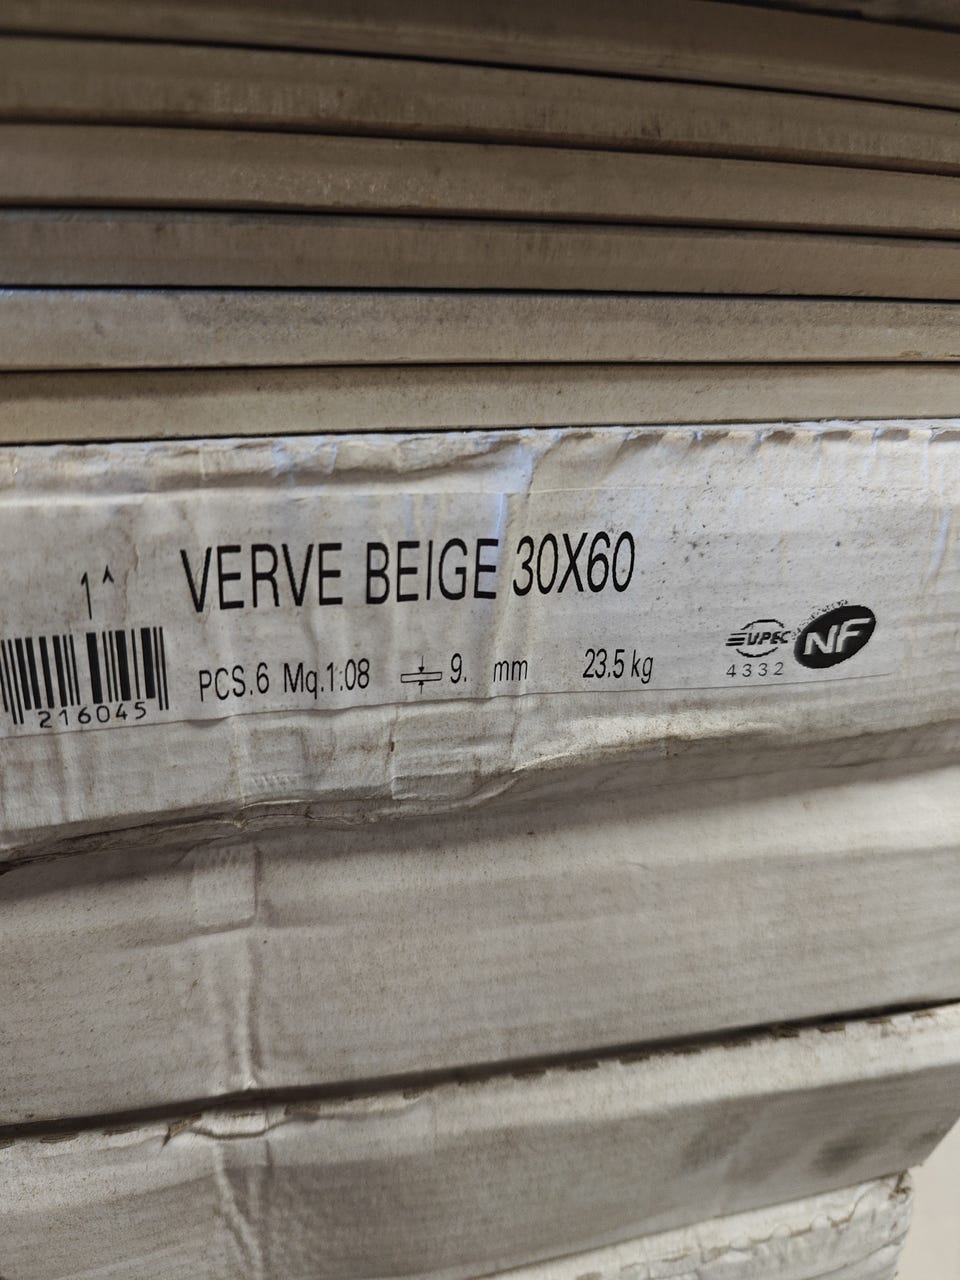 1^ VERVE BEIGE 30X60
216045
PCS.6 Mq.1:08 9. mm 23.5 kg
UPEC
4332
NF